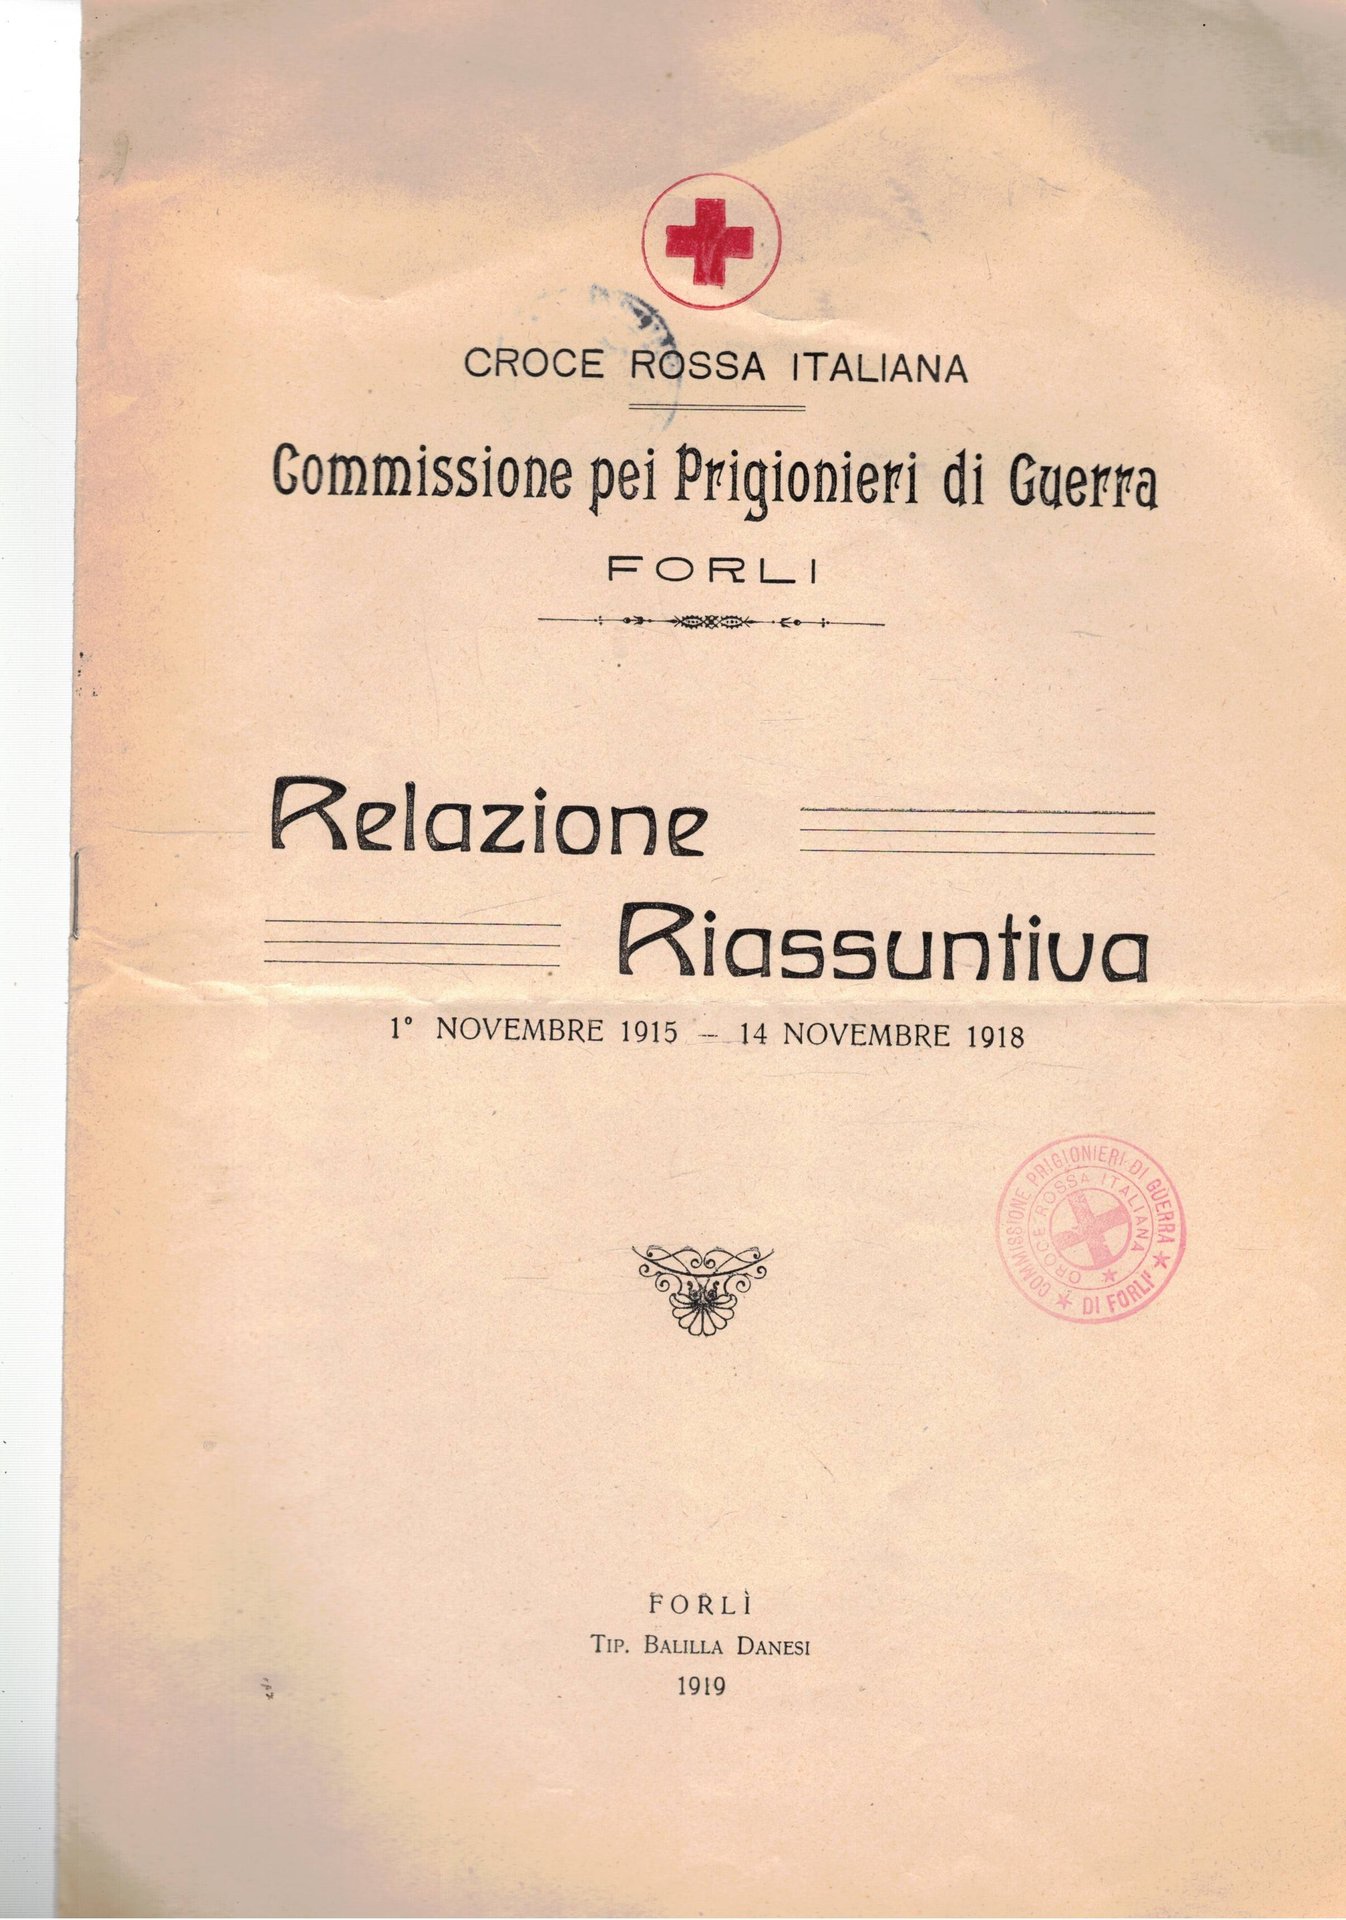 CROCE ROSSA ITALIANA
Commissione pei Prigionieri di Guerra
FORLI
Relazione
Riassuntiva
1° NOVEMBRE 1915 — 14 NOVEMBRE 1918
COMMISSIONE PRIGIONIERI DI GUERRA
★ DI FORLI' ★
CROCE ROSSA ITALIANA ★
FORLÌ
TIP. BALILLA DANESI
1919